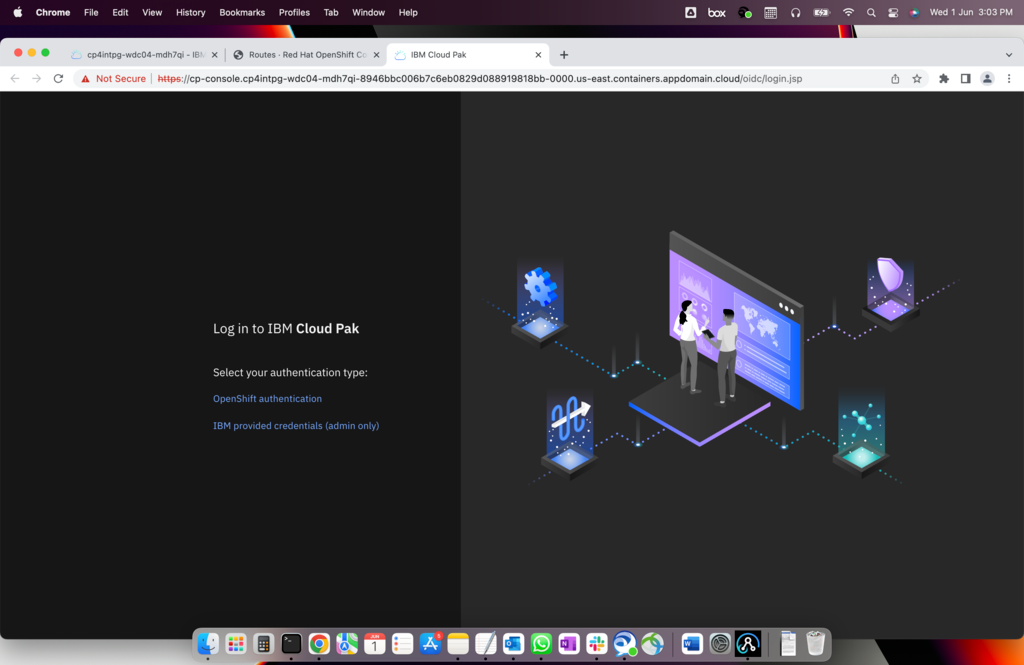 Chrome File Edit View History Bookmarks Profiles Tab Window Help box Wed 1 Jun 3:03 PM
cp4intpg-wdc04-mdh7qi - IBM Routes · Red Hat OpenShift Co IBM Cloud Pak
Not Secure https://cp-console.cp4intpg-wdc04-mdh7qi-8946bbc006b7c6eb0829d088919818bb-0000.us-east.containers.appdomain.cloud/oidc/login.jsp
Log in to IBM Cloud Pak
Select your authentication type:
OpenShift authentication
IBM provided credentials (admin only)
JUN
1
5